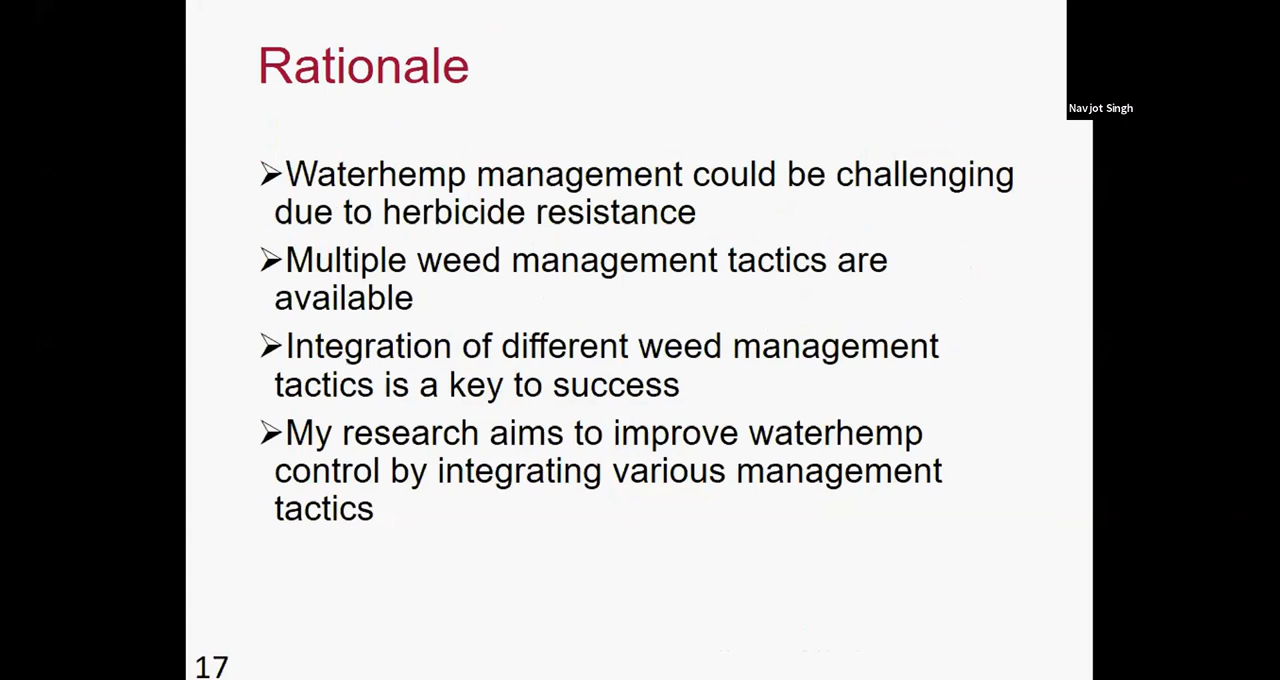 Rationale
Navjot Singh
➢Waterhemp management could be challenging
due to herbicide resistance
➢Multiple weed management tactics are
available
➢Integration of different weed management
tactics is a key to success
➢My research aims to improve waterhemp
control by integrating various management
tactics
17